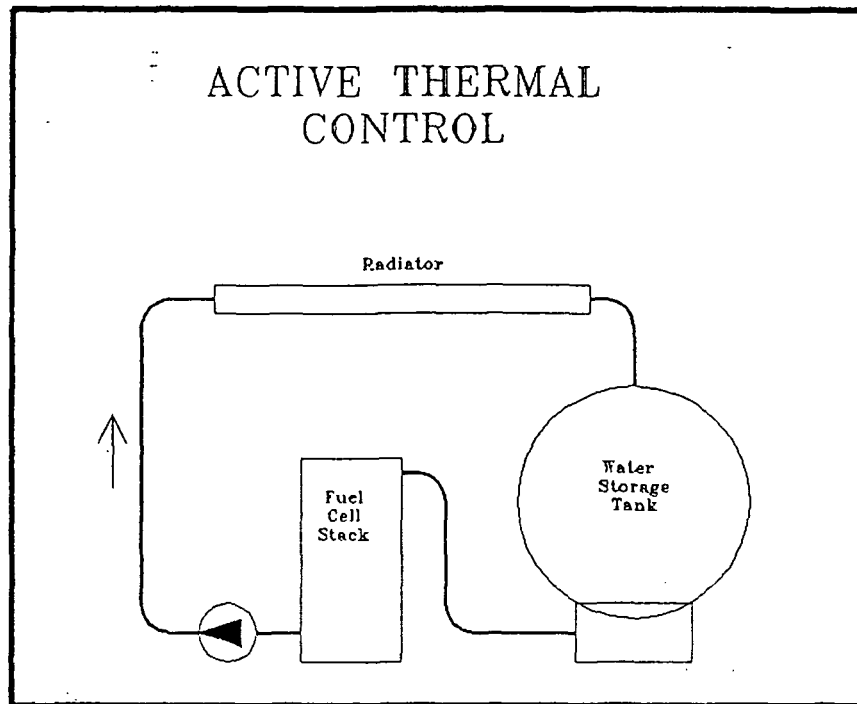 ACTIVE THERMAL
CONTROL
Radiator
Fuel
Cell
Stack
Water
Storage
Tank